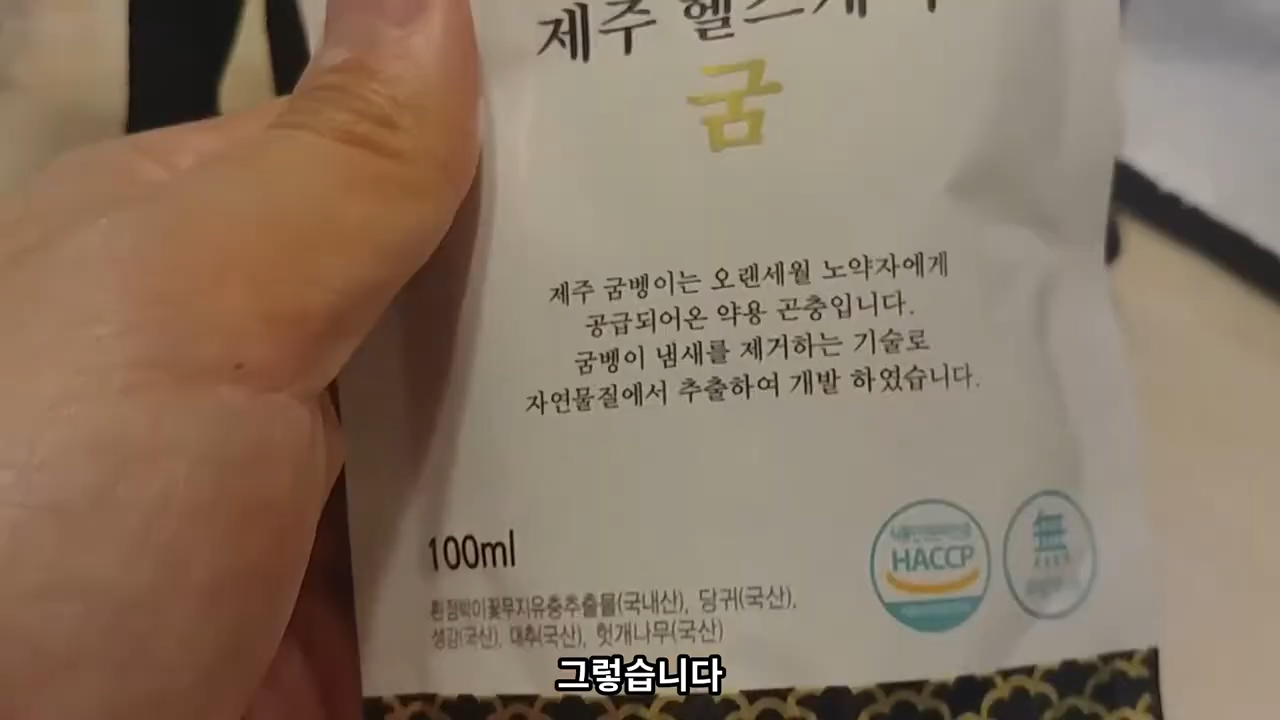 제주 헬스케어
굼
제주 굼벵이는 오랜세월 노약자에게
공급되어온 약용 곤충입니다.
굼벵이 냄새를 제거하는 기술로
자연물질에서 추출하여 개발 하였습니다.
100ml
흰점박이꽃무지유충추출물(국내산), 당귀(국산),
생강(국산), 대추(국산), 헛개나무(국산)
HACCP
無
그렇습니다